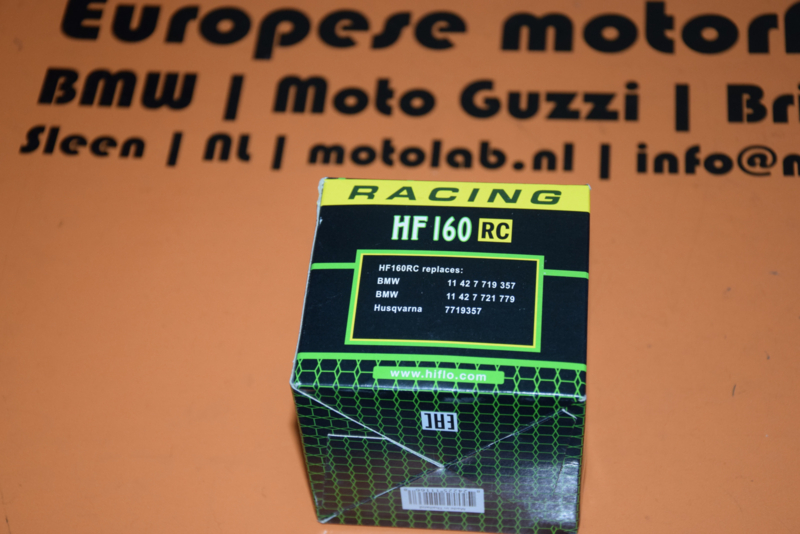 Europese motor
BMW | Moto Guzzi | Bri
Sleen | NL | motolab.nl | info@m
RACING
HF160 RC
HF160RC replaces:
BMW 11 42 7 719 357
BMW 11 42 7 721 779
Husqvarna 7719357
www.hiflo.com
EAC